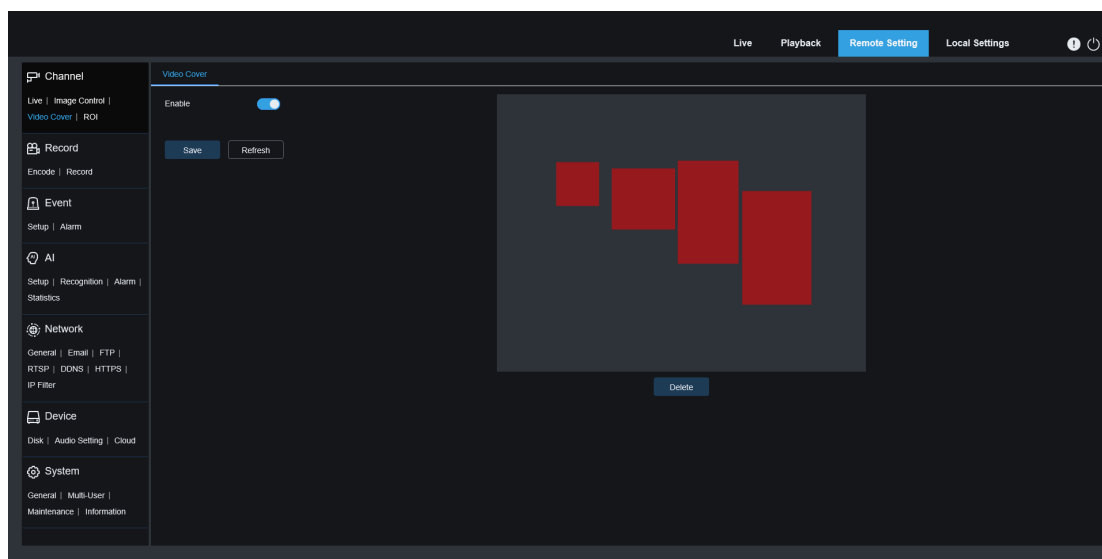 Live Playback Remote Setting Local Settings
Channel
Live | Image Control |
Video Cover | ROI
Record
Encode | Record
Event
Setup | Alarm
AI
Setup | Recognition | Alarm |
Statistics
Network
General | Email | FTP |
RTSP | DDNS | HTTPS |
IP Filter
Device
Disk | Audio Setting | Cloud
System
General | Multi-User |
Maintenance | Information
Video Cover
Enable
Save Refresh
Delete